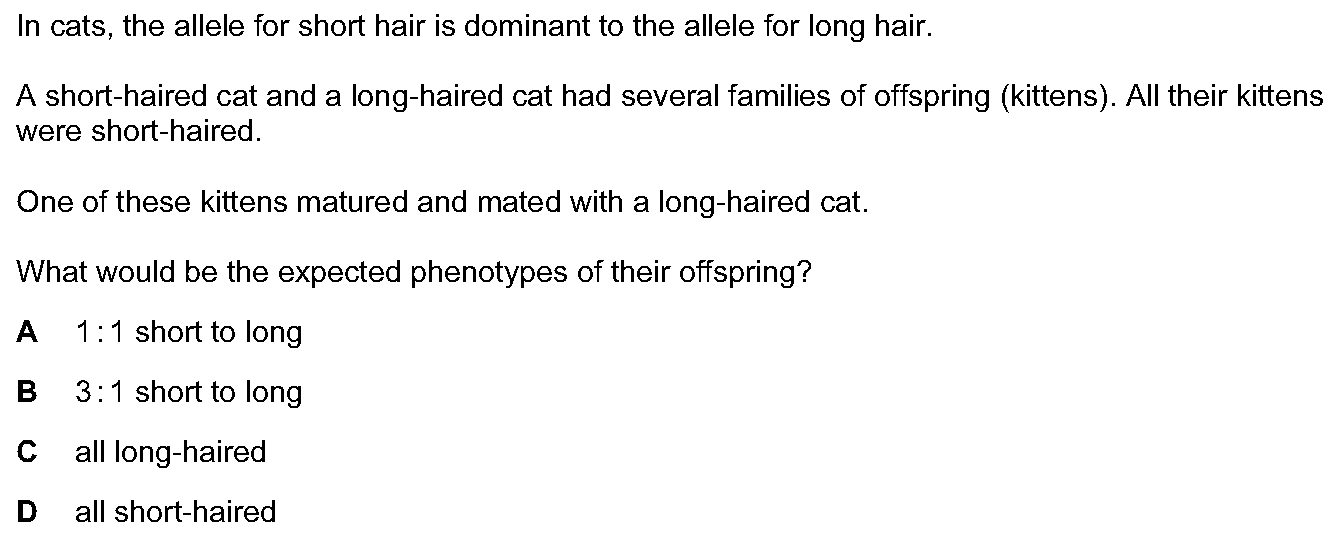 In cats, the allele for short hair is dominant to the allele for long hair.
A short-haired cat and a long-haired cat had several families of offspring (kittens). All their kittens
were short-haired.
One of these kittens matured and mated with a long-haired cat.
What would be the expected phenotypes of their offspring?
A 1 : 1 short to long
B 3 : 1 short to long
C all long-haired
D all short-haired